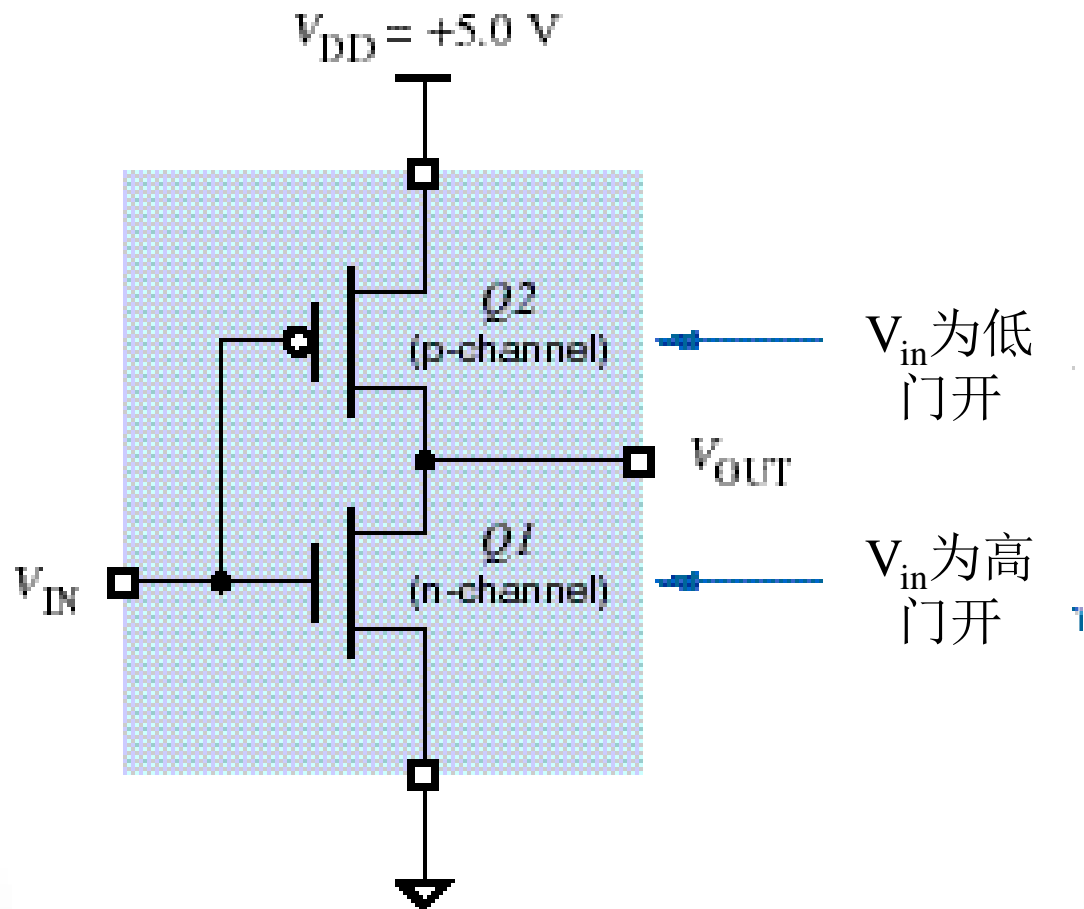 VDD = +5.0 V
Q2
(p-channel)
Vin为低
门开
VOUT
Q1
(n-channel)
VIN
Vin为高
门开